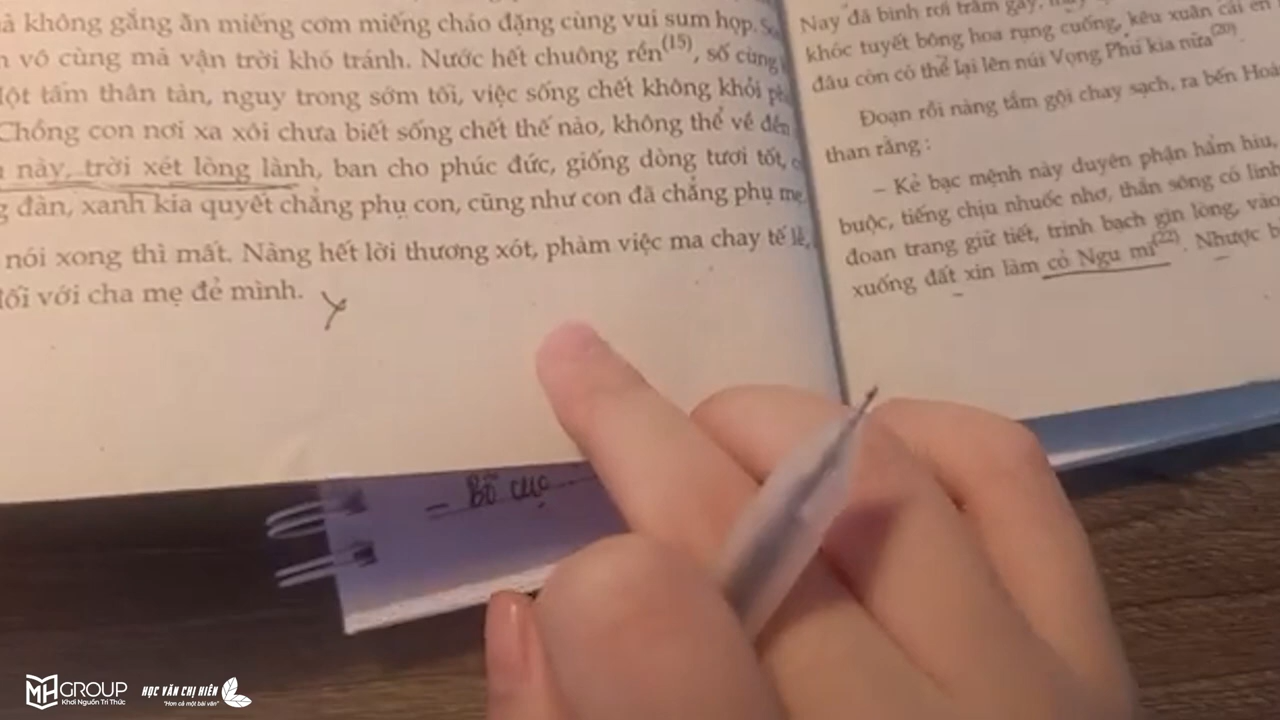 không gắng ăn miếng cơm miếng cháo đặng cùng vui sum họp.
vô cùng mà vận trời khó tránh. Nước hết chuông rền(15), số cùng
tấm thân tàn, nguy trong sớm tối, việc sống chết không khỏi
Chồng con nơi xa xôi chưa biết sống chết thế nào, không thể về đền
này, trời xét lòng lành, ban cho phúc đức, giống dòng tươi tốt,
đàn, xanh kia quyết chẳng phụ con, cũng như con đã chẳng phụ mẹ.
nói xong thì mất. Nàng hết lời thương xót, phàm việc ma chay tế lễ,
đối với cha mẹ đẻ mình.
Nay đã bình rơi trâm gãy,
khóc tuyết bông hoa rụng cuống, kêu xuân cái én
đâu còn có thể lại lên núi Vọng Phu kia nữa(20).
Đoạn rồi nàng tắm gội chay sạch, ra bến Hoà
than rằng :
– Kẻ bạc mệnh này duyên phận hẩm hiu,
buộc, tiếng chịu nhuốc nhơ, thần sông có linh
đoan trang giữ tiết, trinh bạch gìn lòng, vào
xuống đất xin làm cỏ Ngu mĩ(22). Nhược b
– Bố cục
MH GROUP
Khơi Nguồn Tri Thức
HỌC VĂN CHỊ HIÊN
"Hơn cả một bài văn"